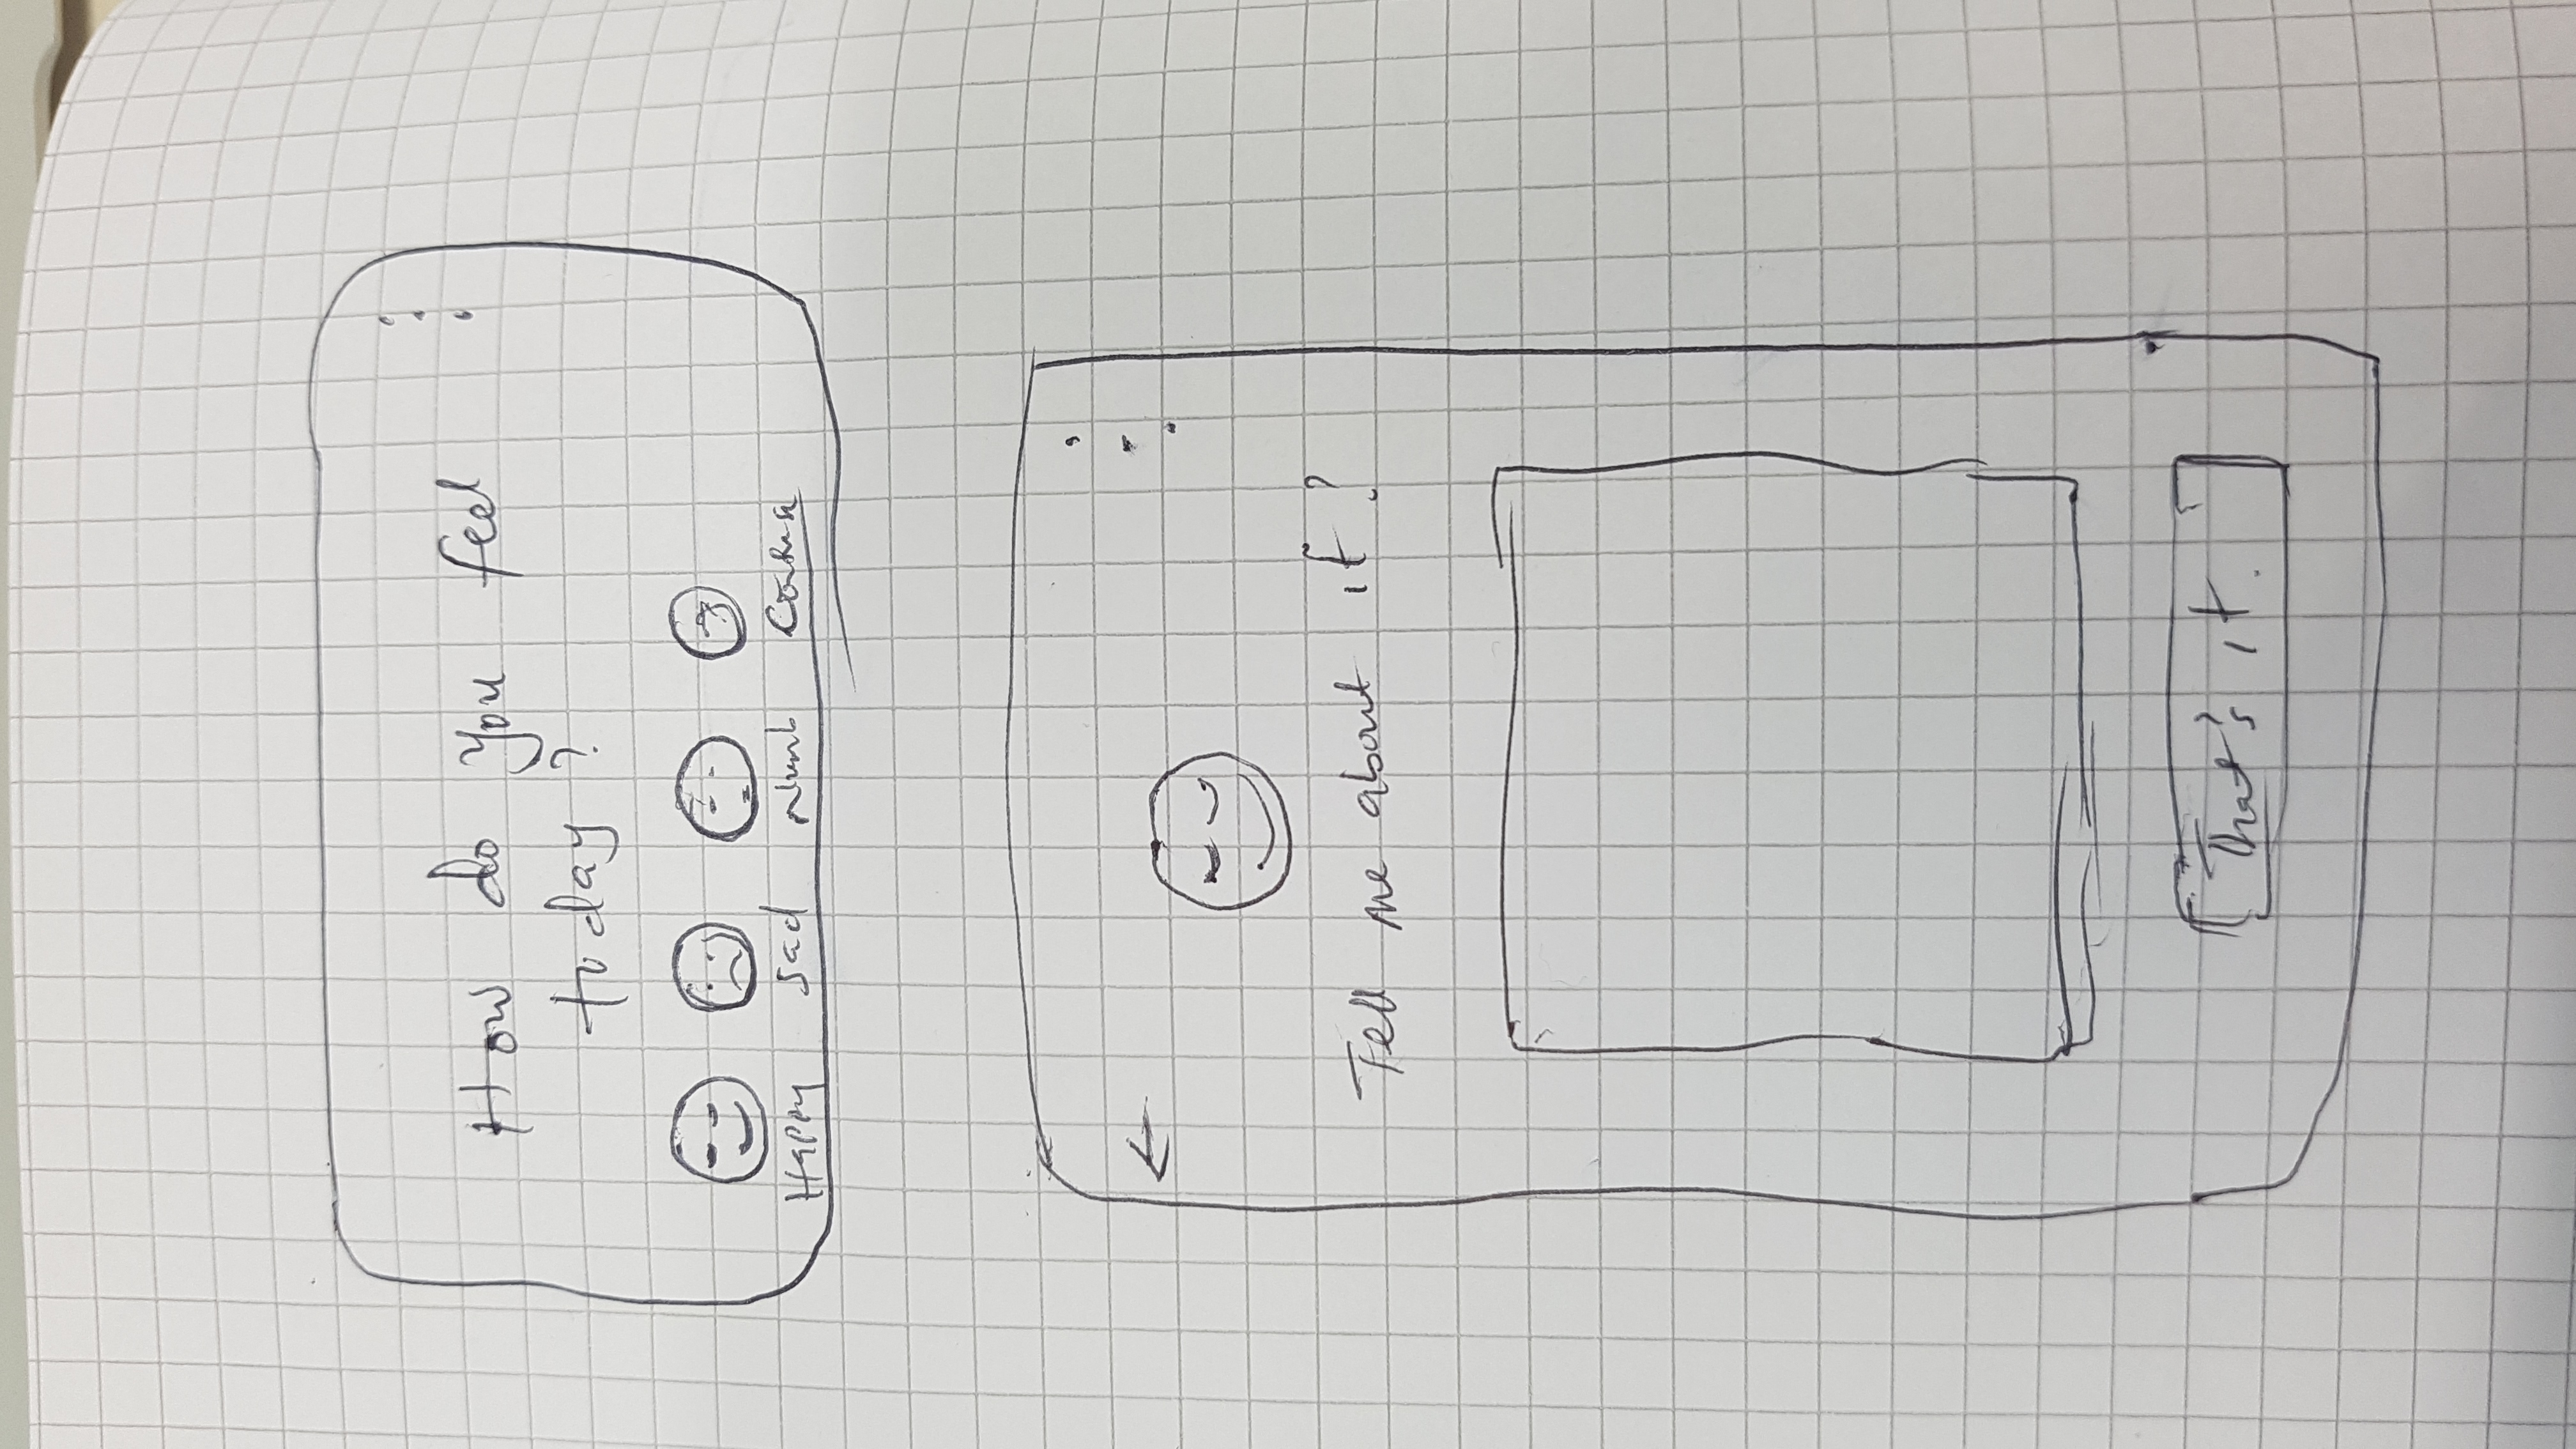 How do you feel
today?
Happy Sad Numb
Tell me about it?
That's it.